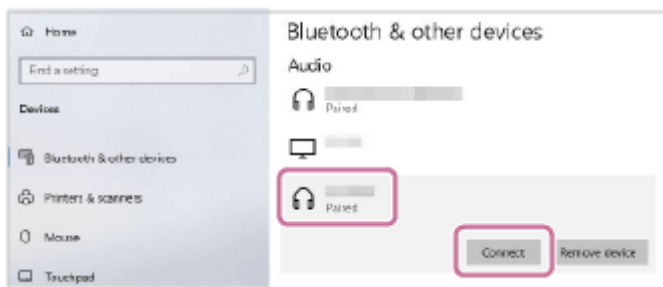 Home
Find a setting
Devices
Bluetooth & other devices
Printers & scanners
Mouse
Touchpad
Bluetooth & other devices
Audio
Paired
Paired
Connect
Remove device